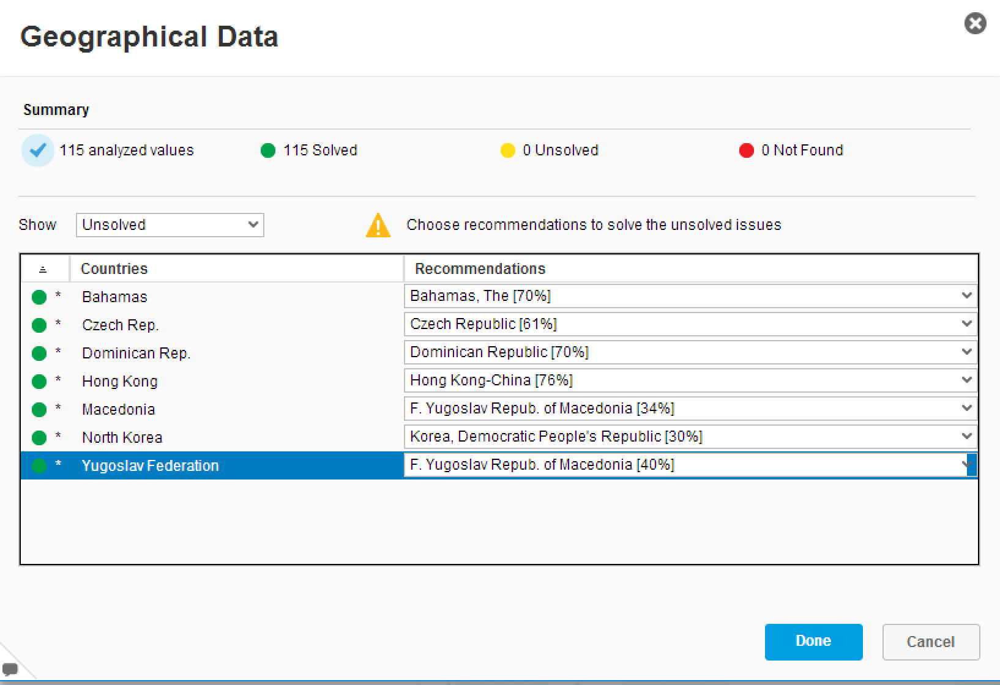 Geographical Data
Summary
115 analyzed values 115 Solved 0 Unsolved 0 Not Found
Show Unsolved Choose recommendations to solve the unsolved issues
Countries Recommendations
* Bahamas Bahamas, The [70%]
* Czech Rep. Czech Republic [61%]
* Dominican Rep. Dominican Republic [70%]
* Hong Kong Hong Kong-China [76%]
* Macedonia F. Yugoslav Repub. of Macedonia [34%]
* North Korea Korea, Democratic People's Republic [30%]
* Yugoslav Federation F. Yugoslav Repub. of Macedonia [40%]
Done Cancel